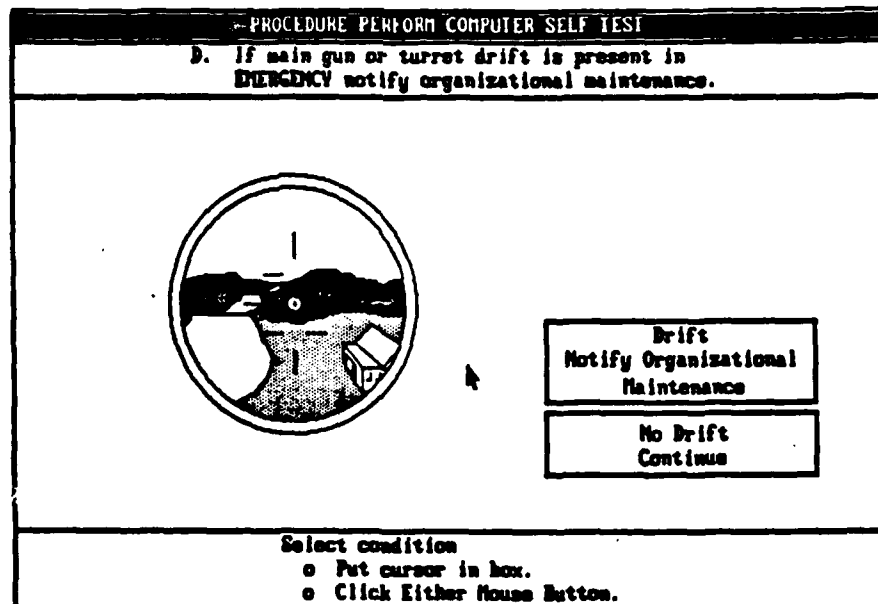 PROCEDURE PERFORM COMPUTER SELF TEST
D. If main gun or turret drift is present in
EMERGENCY notify organizational maintenance.
Drift
Notify Organizational
Maintenance
No Drift
Continue
Select condition
o Put cursor in box.
o Click Either Mouse Button.